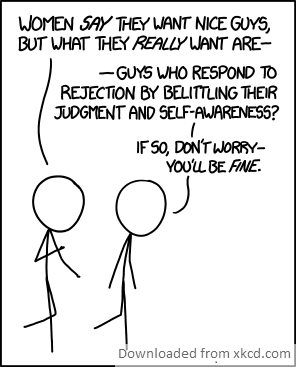 WOMEN SAY THEY WANT NICE GUYS,
BUT WHAT THEY REALLY WANT ARE—
—GUYS WHO RESPOND TO
REJECTION BY BELITTLING THEIR
JUDGMENT AND SELF-AWARENESS?
IF SO, DON'T WORRY—
YOU'LL BE FINE.
Downloaded from xkcd.com